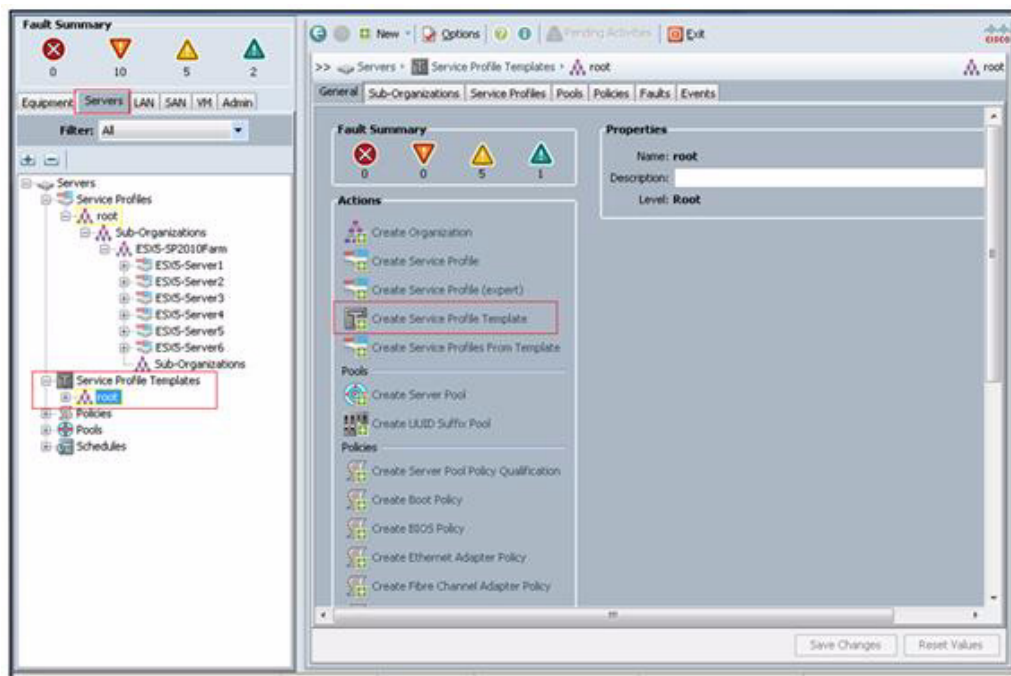 Fault Summary
0 10 5 2
Equipment Servers LAN SAN VM Admin
Filter: All
Servers
Service Profiles
root
Sub-Organizations
ESXi5-SP2010Farm
ESXi5-Server1
ESXi5-Server2
ESXi5-Server3
ESXi5-Server4
ESXi5-Server5
ESXi5-Server6
Sub-Organizations
Service Profile Templates
root
Policies
Pools
Schedules
New Options Pending Activities Exit
CISCO
>> Servers Service Profile Templates root root
General Sub-Organizations Service Profiles Pools Policies Faults Events
Fault Summary
0 0 5 1
Properties
Name: root
Description:
Level: Root
Actions
Create Organization
Create Service Profile
Create Service Profile (expert)
Create Service Profile Template
Create Service Profiles From Template
Pools
Create Server Pool
Create UUID Suffix Pool
Policies
Create Server Pool Policy Qualification
Create Boot Policy
Create BIOS Policy
Create Ethernet Adapter Policy
Create Fibre Channel Adapter Policy
Save Changes Reset Values